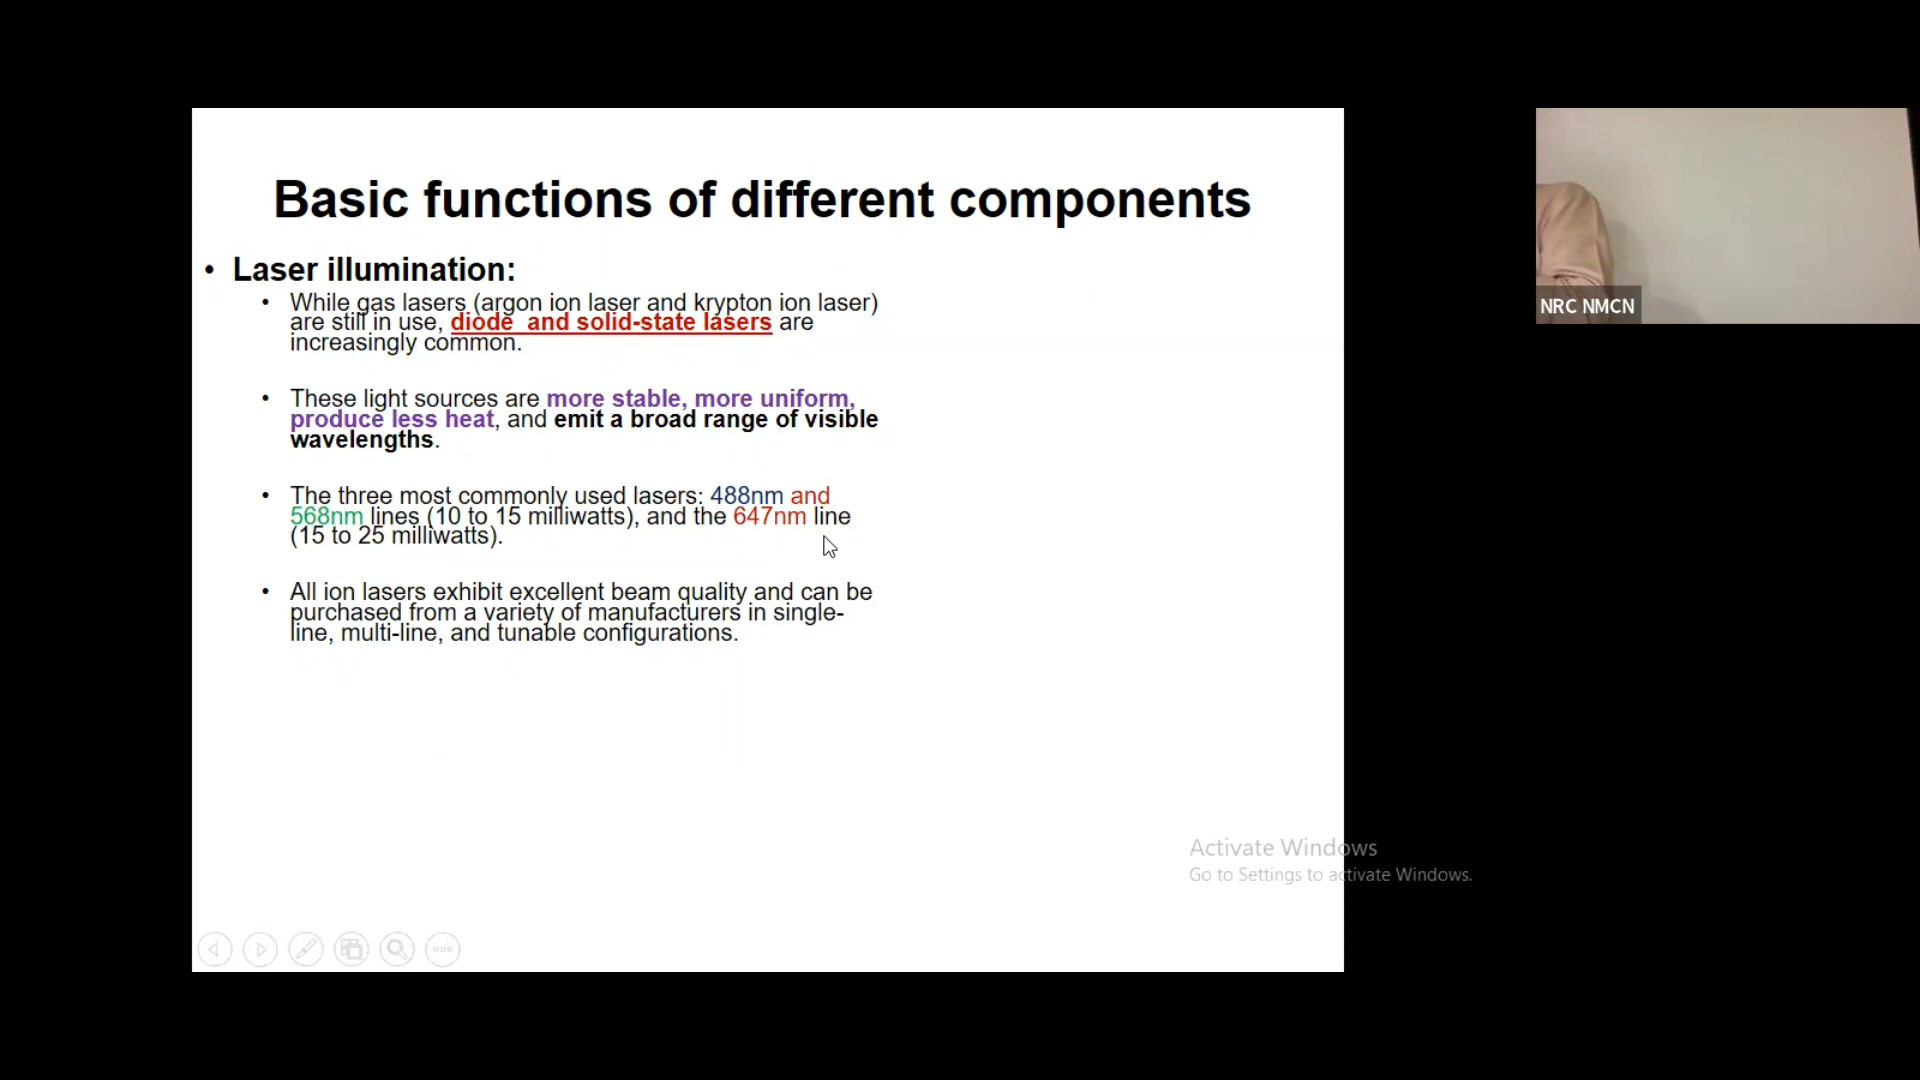 Basic functions of different components
• Laser illumination:
• While gas lasers (argon ion laser and krypton ion laser)
are still in use, diode and solid-state lasers are
increasingly common.
• These light sources are more stable, more uniform,
produce less heat, and emit a broad range of visible
wavelengths.
• The three most commonly used lasers: 488nm and
568nm lines (10 to 15 milliwatts), and the 647nm line
(15 to 25 milliwatts).
• All ion lasers exhibit excellent beam quality and can be
purchased from a variety of manufacturers in single-
line, multi-line, and tunable configurations.
NRC NMCN
Activate Windows
Go to Settings to activate Windows.